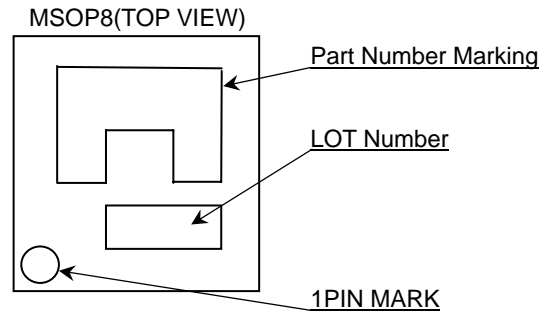 MSOP8(TOP VIEW)
Part Number Marking
LOT Number
1PIN MARK